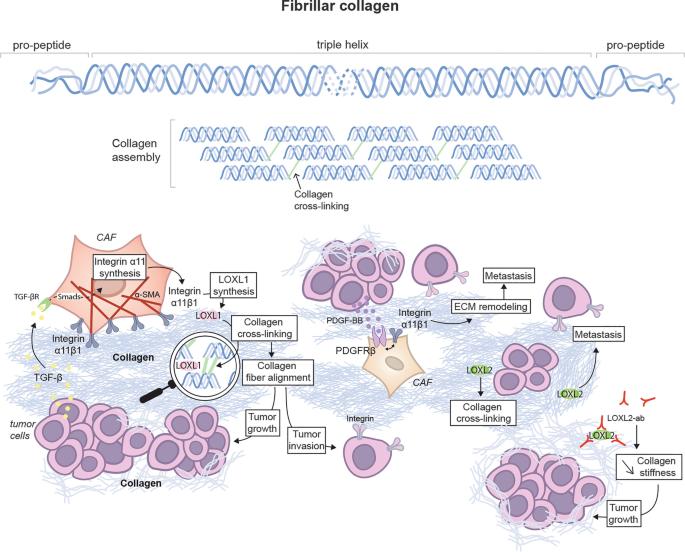 Fibrillar collagen
pro-peptide
triple helix
pro-peptide
Collagen
assembly
Collagen
cross-linking
CAF
Integrin α11
synthesis
TGF-βR
Smads
α-SMA
Integrin
α11β1
LOXL1
synthesis
LOXL1
Integrin
α11β1
Collagen
cross-linking
Collagen
LOXL1
Collagen
fiber alignment
TGF-β
tumor
cells
Tumor
growth
Tumor
invasion
Collagen
Integrin
PDGF-BB
PDGFRβ
CAF
Integrin
α11β1
ECM remodeling
Metastasis
LOXL2
Collagen
cross-linking
Metastasis
LOXL2
LOXL2-ab
LOXL2
Collagen
stiffness
Tumor
growth